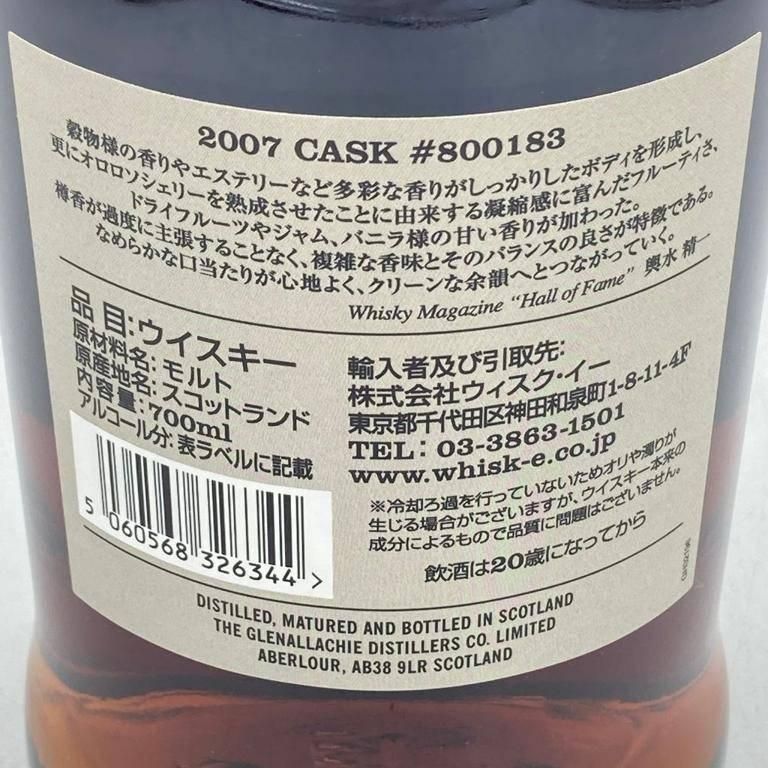 2007 CASK #800183
穀物様の香りやエステリーなど多彩な香りがしっかりしたボディを形成し、
更にオロロソシェリーを熟成させたことに由来する凝縮感に富んだフルーティさ、
ドライフルーツやジャム、バニラ様の甘い香りが加わった。
樽香が過度に主張することなく、複雑な香味とそのバランスの良さが特徴である。
なめらかな口当たりが心地よく、クリーンな余韻へとつながっていく。
Whisky Magazine "Hall of Fame" 輿水 精一
品 目:ウイスキー
原材料名: モルト
原産地名: スコットランド
内 容 量: 700ml
アルコール分: 表ラベルに記載
5 060568 326344 >
輸入者及び引取先:
株式会社ウィスク・イー
東京都千代田区神田和泉町1-8-11-4F
TEL: 03-3863-1501
www.whisk-e.co.jp
※冷却ろ過を行っていないためオリや濁りが
生じる場合がございますが、ウイスキー本来の
成分によるもので品質に問題はございません。
飲酒は20歳になってから
DISTILLED, MATURED AND BOTTLED IN SCOTLAND
THE GLENALLACHIE DISTILLERS CO. LIMITED
ABERLOUR, AB38 9LR SCOTLAND